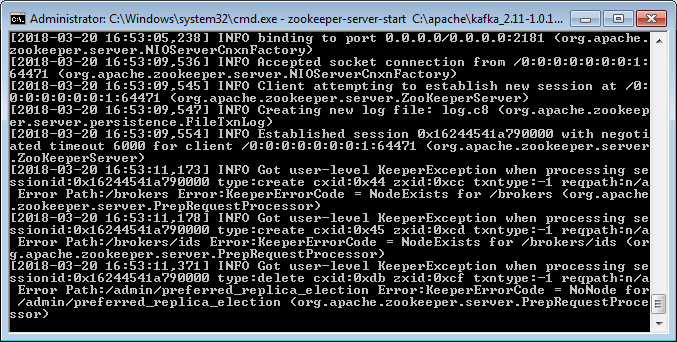 Administrator: C:\Windows\system32\cmd.exe - zookeeper-server-start  C:\apache\kafka_2.11-1.0.1...
[2018-03-20 16:53:05,238] INFO binding to port 0.0.0.0/0.0.0.0:2181 (org.apache.
zookeeper.server.NIOServerCnxnFactory)
[2018-03-20 16:53:09,536] INFO Accepted socket connection from /0:0:0:0:0:0:0:1:
64471 (org.apache.zookeeper.server.NIOServerCnxnFactory)
[2018-03-20 16:53:09,545] INFO Client attempting to establish new session at /0:
0:0:0:0:0:0:1:64471 (org.apache.zookeeper.server.ZooKeeperServer)
[2018-03-20 16:53:09,547] INFO Creating new log file: log.c8 (org.apache.zookeep
er.server.persistence.FileTxnLog)
[2018-03-20 16:53:09,554] INFO Established session 0x16244541a790000 with negoti
ated timeout 6000 for client /0:0:0:0:0:0:0:1:64471 (org.apache.zookeeper.server
.ZooKeeperServer)
[2018-03-20 16:53:11,173] INFO Got user-level KeeperException when processing se
ssionid:0x16244541a790000 type:create cxid:0x44 zxid:0xcc txntype:-1 reqpath:n/a
 Error Path:/brokers Error:KeeperErrorCode = NodeExists for /brokers (org.apache
.zookeeper.server.PrepRequestProcessor)
[2018-03-20 16:53:11,178] INFO Got user-level KeeperException when processing se
ssionid:0x16244541a790000 type:create cxid:0x45 zxid:0xcd txntype:-1 reqpath:n/a
 Error Path:/brokers/ids Error:KeeperErrorCode = NodeExists for /brokers/ids (or
g.apache.zookeeper.server.PrepRequestProcessor)
[2018-03-20 16:53:11,371] INFO Got user-level KeeperException when processing se
ssionid:0x16244541a790000 type:delete cxid:0xdb zxid:0xcf txntype:-1 reqpath:n/a
 Error Path:/admin/preferred_replica_election Error:KeeperErrorCode = NoNode for
 /admin/preferred_replica_election (org.apache.zookeeper.server.PrepRequestProce
ssor)